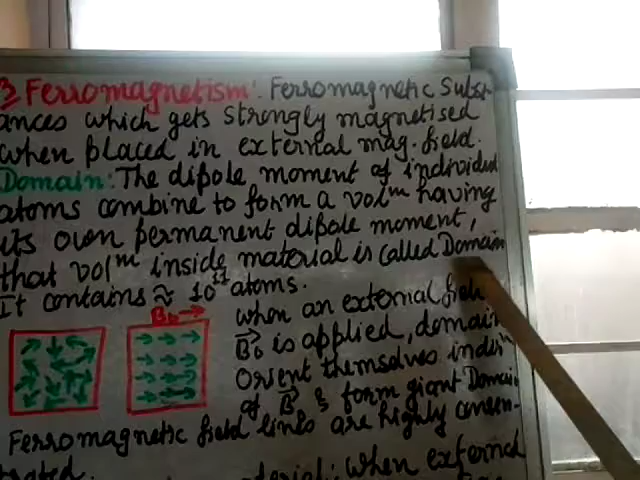 3 Ferromagnetism: Ferromagnetic Subst-
ances which gets strongly magnetised
when placed in external mag. field.
Domain: The dipole moment of individual
atoms combine to form a volᵐ having
its own permanent dipole moment,
that volᵐ inside material is called Domain
It contains ≈ 10¹¹ atoms.
B₀→
when an external field
B₀ is applied, domain
orient themselves in dirⁿ
of B⃗ & form giant Domain
Ferromagnetic field lines are highly concen-
trated.
material: when external